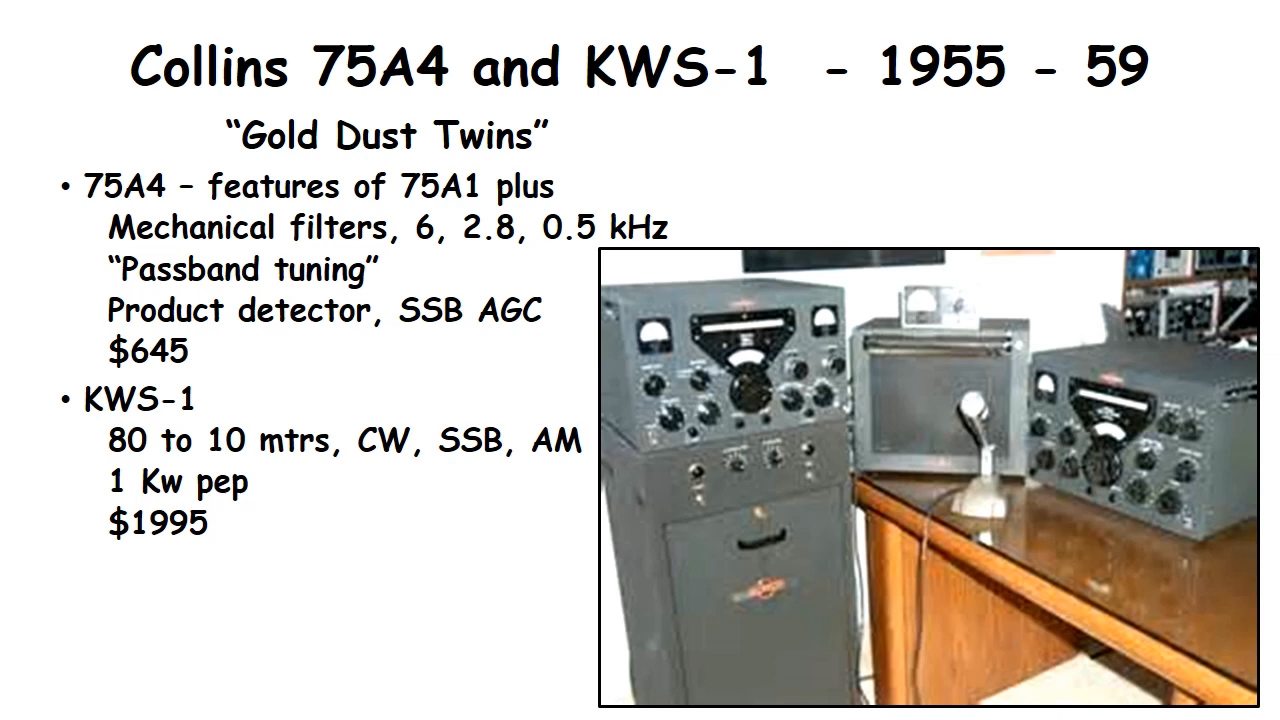 Collins 75A4 and KWS-1 - 1955 - 59
“Gold Dust Twins”
• 75A4 – features of 75A1 plus
Mechanical filters, 6, 2.8, 0.5 kHz
“Passband tuning”
Product detector, SSB AGC
$645
• KWS-1
80 to 10 mtrs, CW, SSB, AM
1 Kw pep
$1995